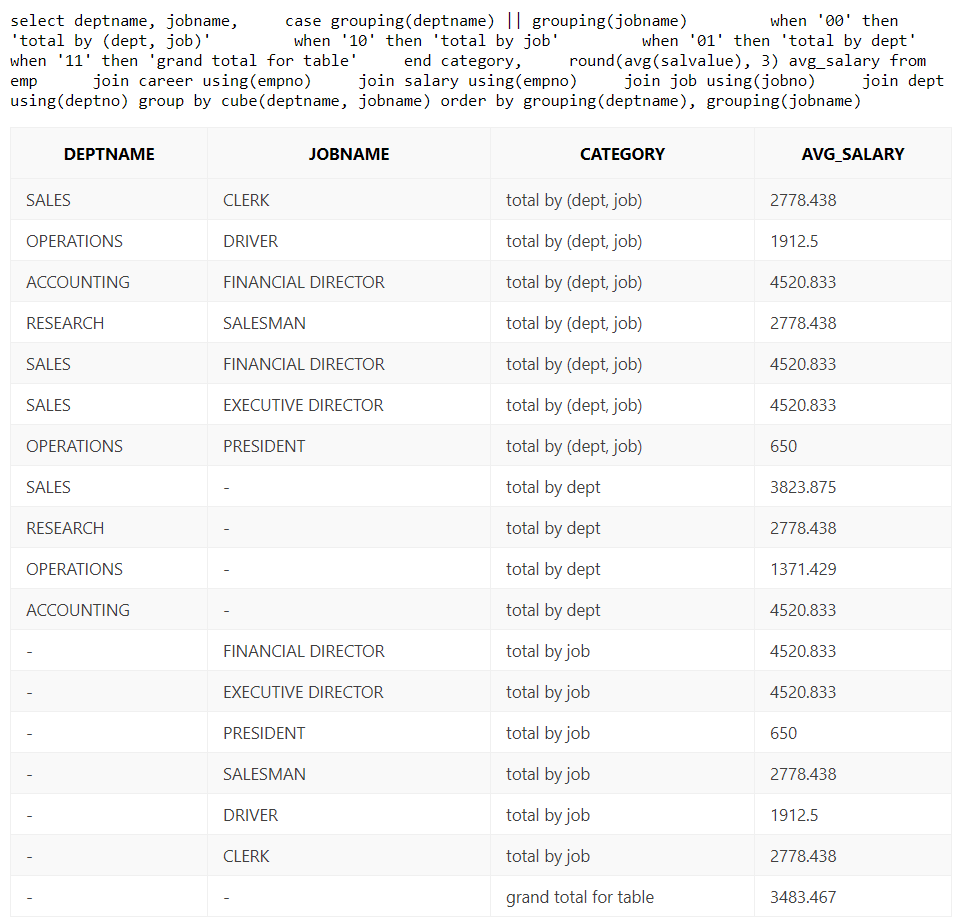 select deptname, jobname,     case grouping(deptname) || grouping(jobname)         when '00' then
'total by (dept, job)'         when '10' then 'total by job'         when '01' then 'total by dept'
when '11' then 'grand total for table'     end category,     round(avg(salvalue), 3) avg_salary from
emp      join career using(empno)     join salary using(empno)     join job using(jobno)     join dept
using(deptno) group by cube(deptname, jobname) order by grouping(deptname), grouping(jobname)
DEPTNAME JOBNAME CATEGORY AVG_SALARY
SALES CLERK total by (dept, job) 2778.438
OPERATIONS DRIVER total by (dept, job) 1912.5
ACCOUNTING FINANCIAL DIRECTOR total by (dept, job) 4520.833
RESEARCH SALESMAN total by (dept, job) 2778.438
SALES FINANCIAL DIRECTOR total by (dept, job) 4520.833
SALES EXECUTIVE DIRECTOR total by (dept, job) 4520.833
OPERATIONS PRESIDENT total by (dept, job) 650
SALES - total by dept 3823.875
RESEARCH - total by dept 2778.438
OPERATIONS - total by dept 1371.429
ACCOUNTING - total by dept 4520.833
- FINANCIAL DIRECTOR total by job 4520.833
- EXECUTIVE DIRECTOR total by job 4520.833
- PRESIDENT total by job 650
- SALESMAN total by job 2778.438
- DRIVER total by job 1912.5
- CLERK total by job 2778.438
- - grand total for table 3483.467